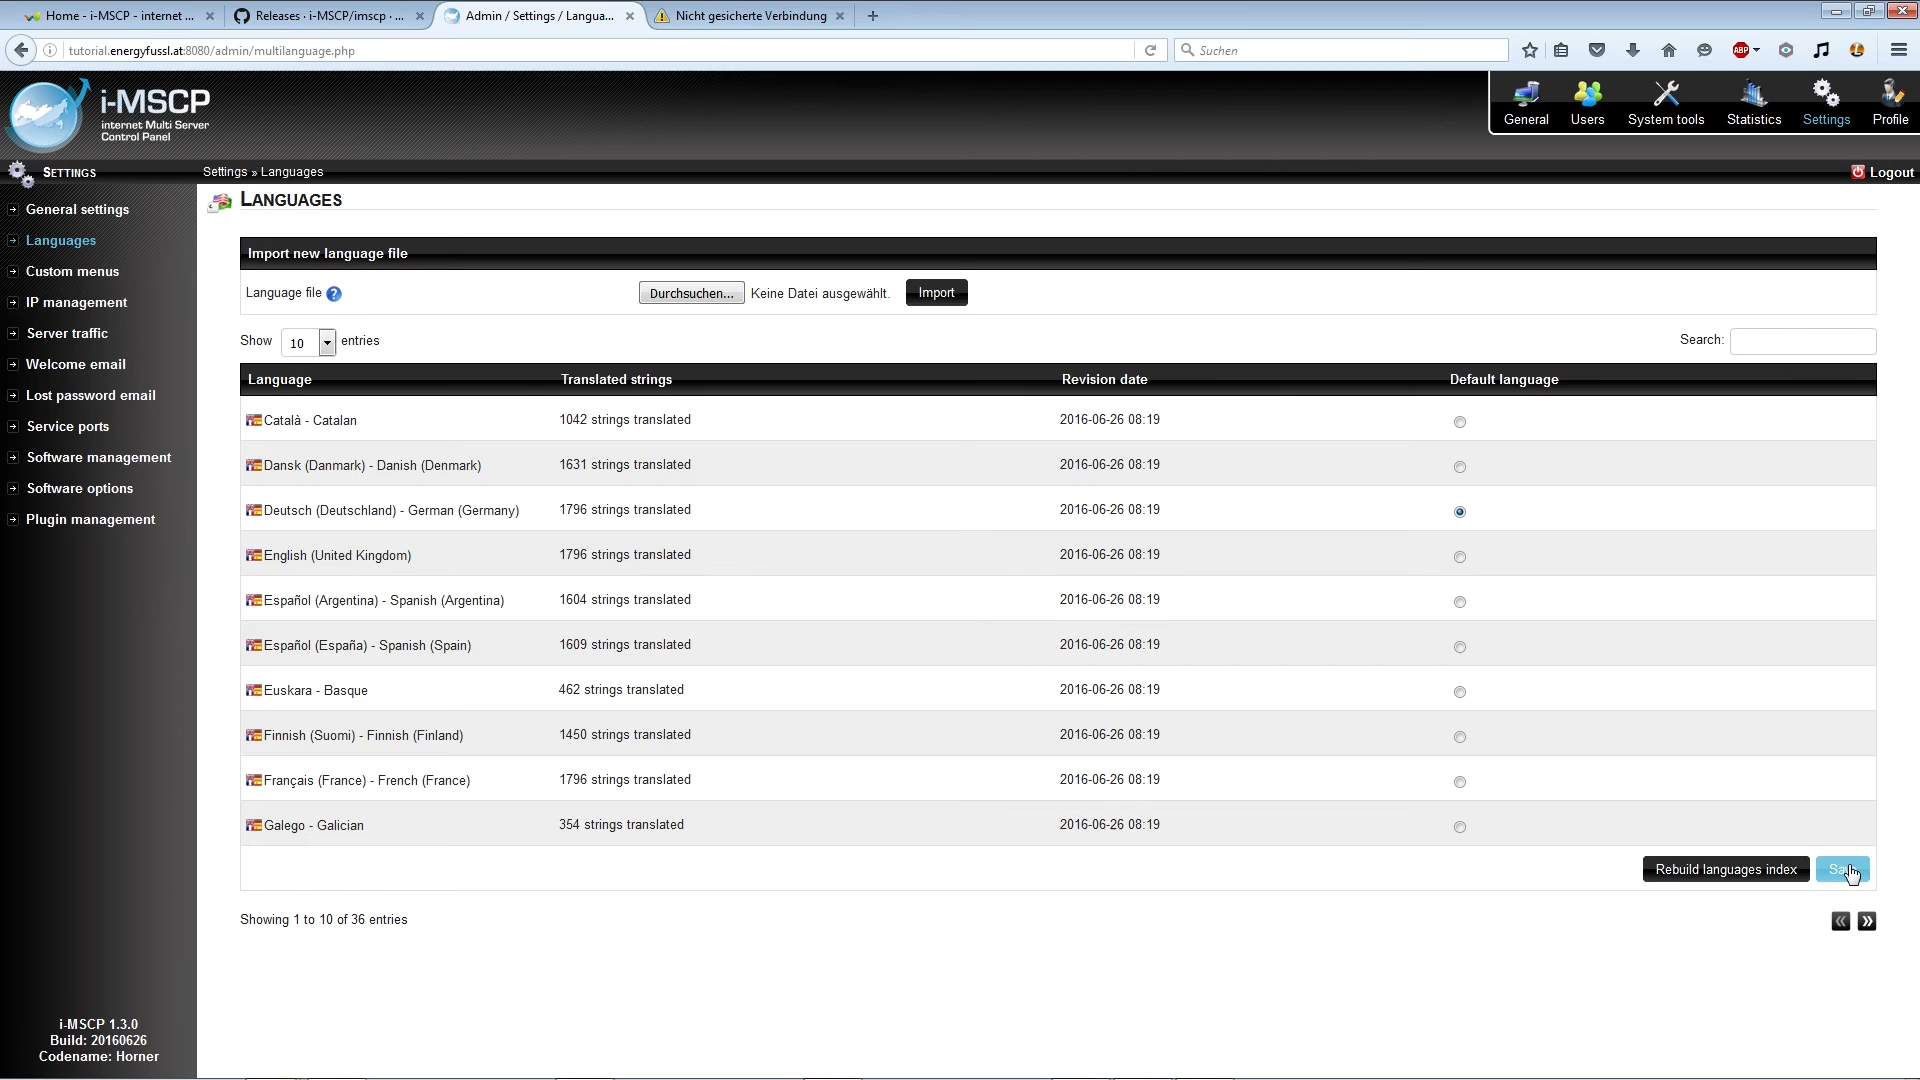 Home - i-MSCP - internet ...
Releases · i-MSCP/imscp · ...
Admin / Settings / Langua...
Nicht gesicherte Verbindung
tutorial.energyfussl.at:8080/admin/multilanguage.php
Suchen
ABP
i-MSCP
internet Multi Server
Control Panel
General
Users
System tools
Statistics
Settings
Profile
SETTINGS
Settings » Languages
Logout
General settings
Languages
Custom menus
IP management
Server traffic
Welcome email
Lost password email
Service ports
Software management
Software options
Plugin management
LANGUAGES
Import new language file
Language file ? Durchsuchen... Keine Datei ausgewählt. Import
Show 10 entries
Search:
Language Translated strings Revision date Default language
Català - Catalan 1042 strings translated 2016-06-26 08:19
Dansk (Danmark) - Danish (Denmark) 1631 strings translated 2016-06-26 08:19
Deutsch (Deutschland) - German (Germany) 1796 strings translated 2016-06-26 08:19
English (United Kingdom) 1796 strings translated 2016-06-26 08:19
Español (Argentina) - Spanish (Argentina) 1604 strings translated 2016-06-26 08:19
Español (España) - Spanish (Spain) 1609 strings translated 2016-06-26 08:19
Euskara - Basque 462 strings translated 2016-06-26 08:19
Finnish (Suomi) - Finnish (Finland) 1450 strings translated 2016-06-26 08:19
Français (France) - French (France) 1796 strings translated 2016-06-26 08:19
Galego - Galician 354 strings translated 2016-06-26 08:19
Rebuild languages index
Showing 1 to 10 of 36 entries
« »
i-MSCP 1.3.0
Build: 20160626
Codename: Horner